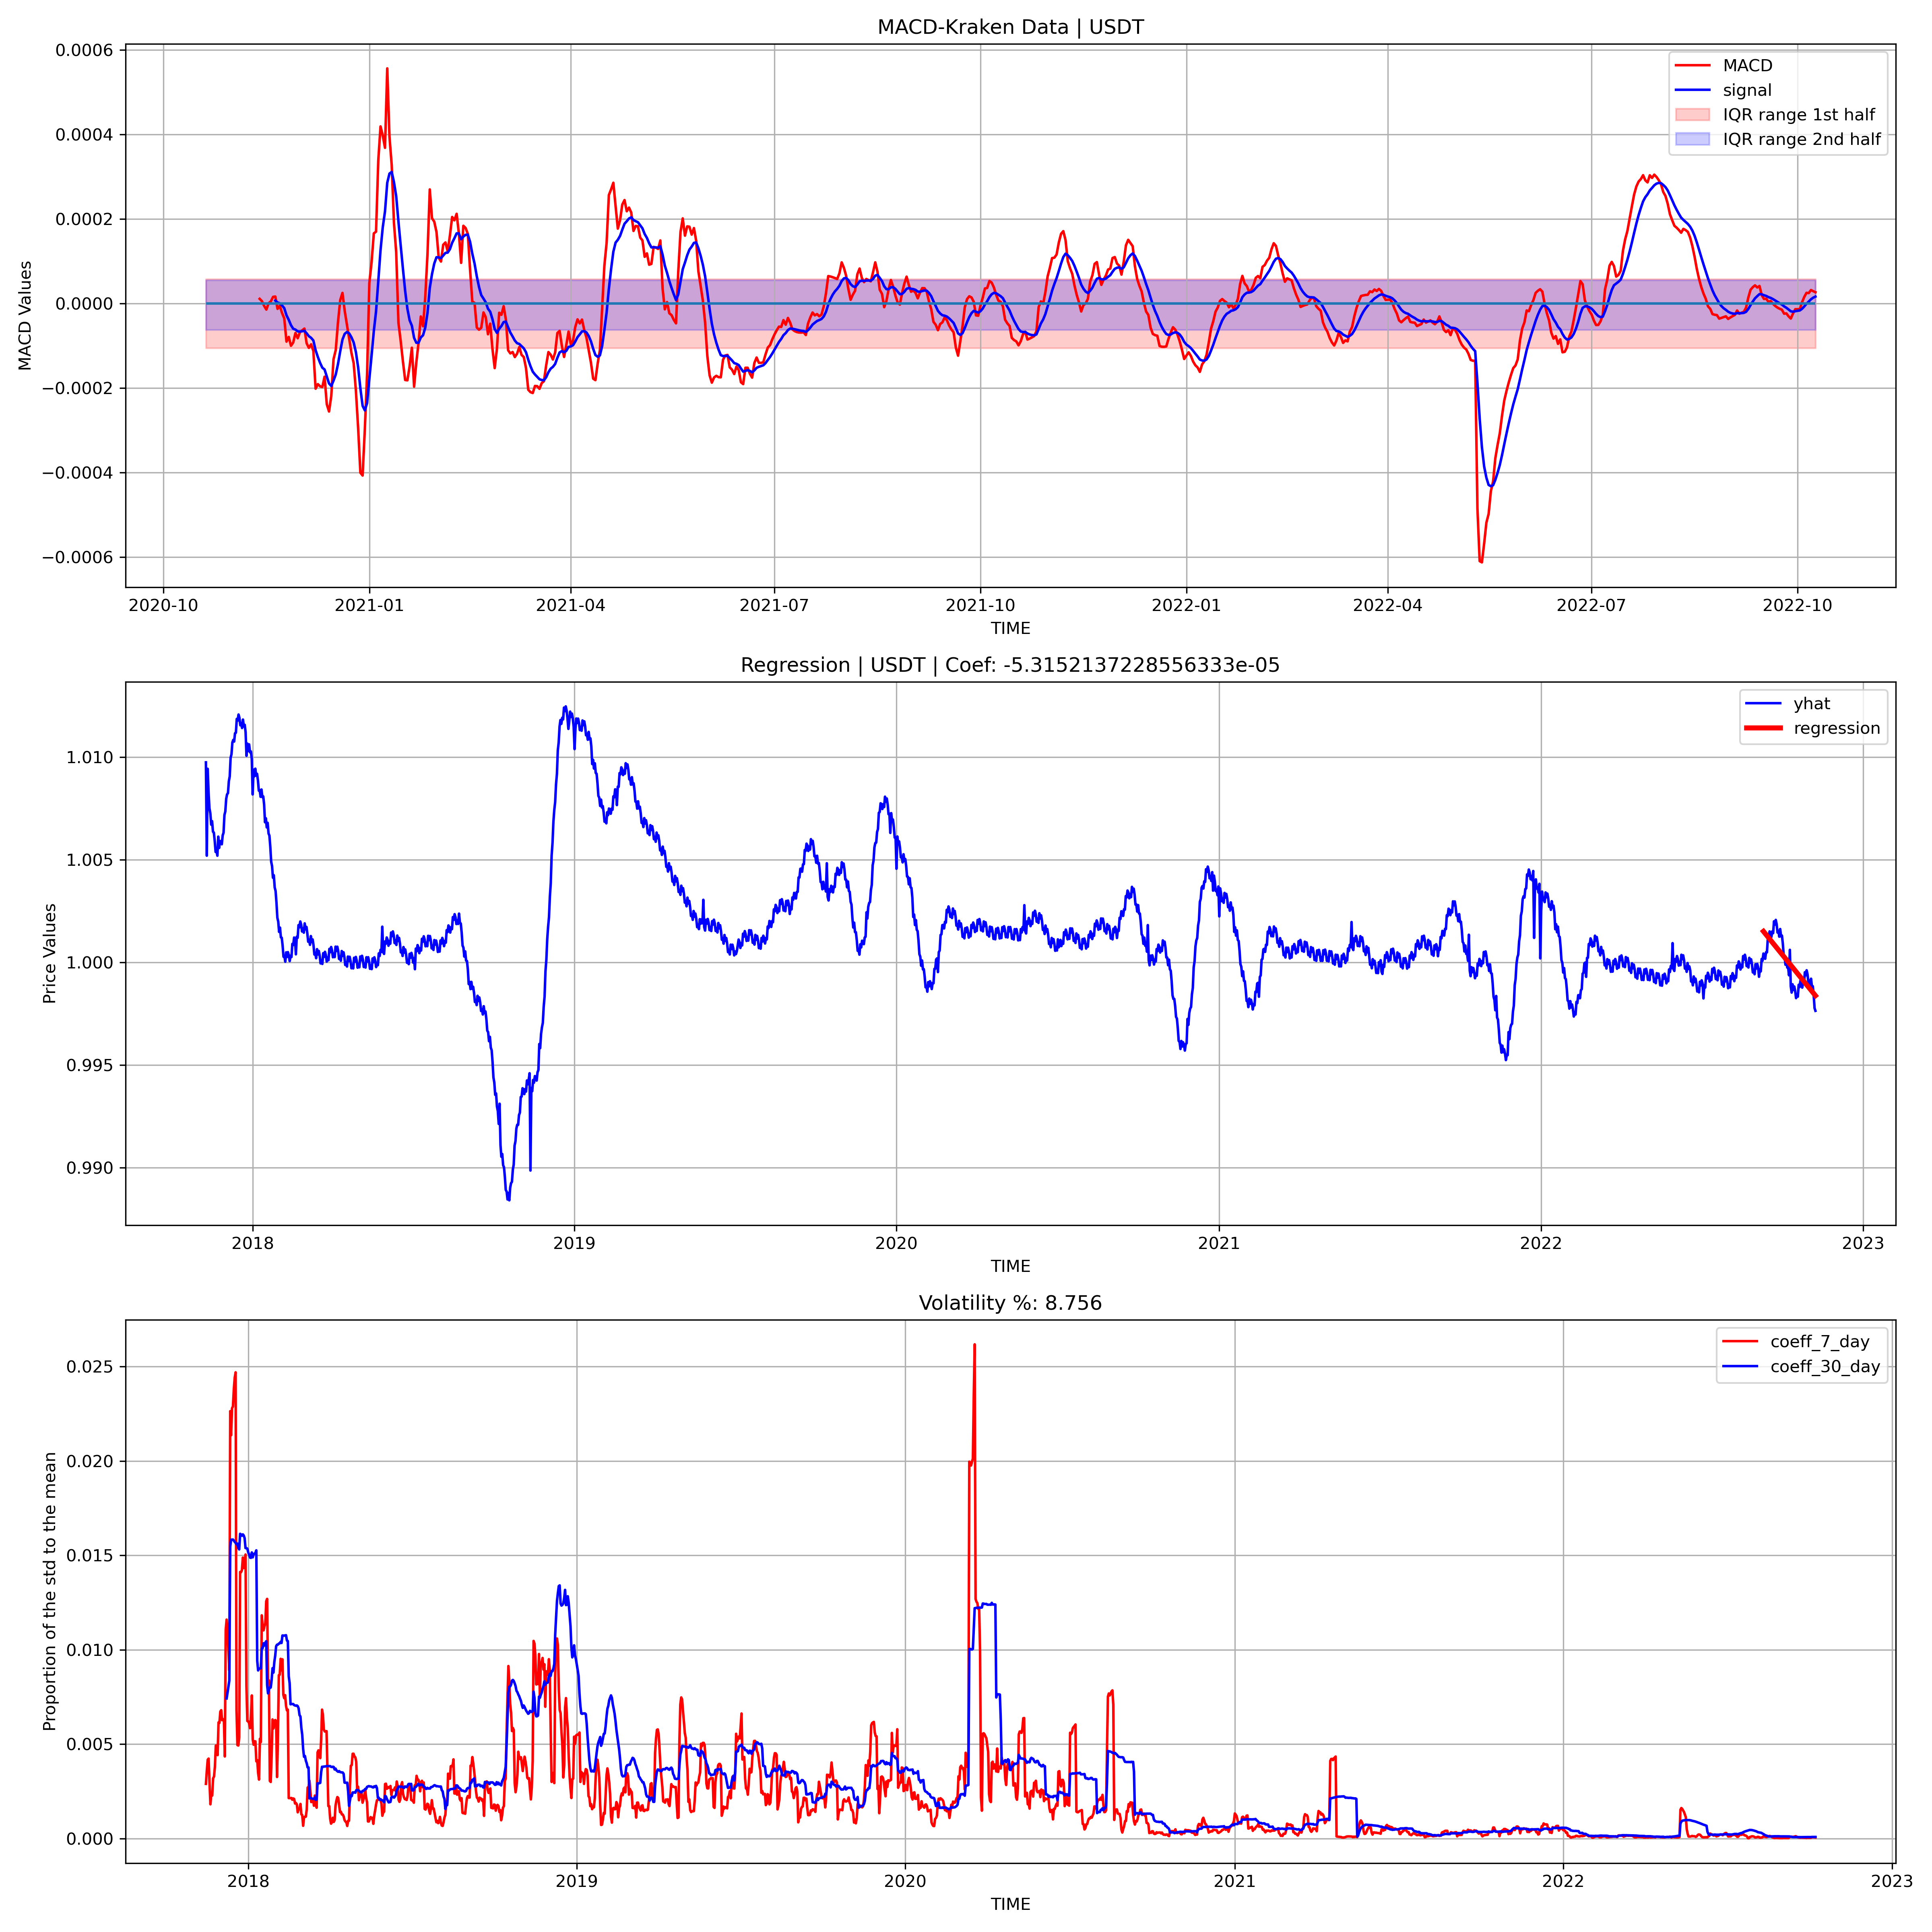 MACD-Kraken Data | USDT
0.0006
0.0004
0.0002
0.0000
−0.0002
−0.0004
−0.0006
MACD Values
MACD
signal
IQR range 1st half
IQR range 2nd half
2020-10 2021-01 2021-04 2021-07 2021-10 2022-01 2022-04 2022-07 2022-10
TIME
Regression | USDT | Coef: -5.3152137228556333e-05
1.010
1.005
1.000
0.995
0.990
Price Values
yhat
regression
2018 2019 2020 2021 2022 2023
TIME
Volatility %: 8.756
0.025
0.020
0.015
0.010
0.005
0.000
Proportion of the std to the mean
coeff_7_day
coeff_30_day
2018 2019 2020 2021 2022 2023
TIME